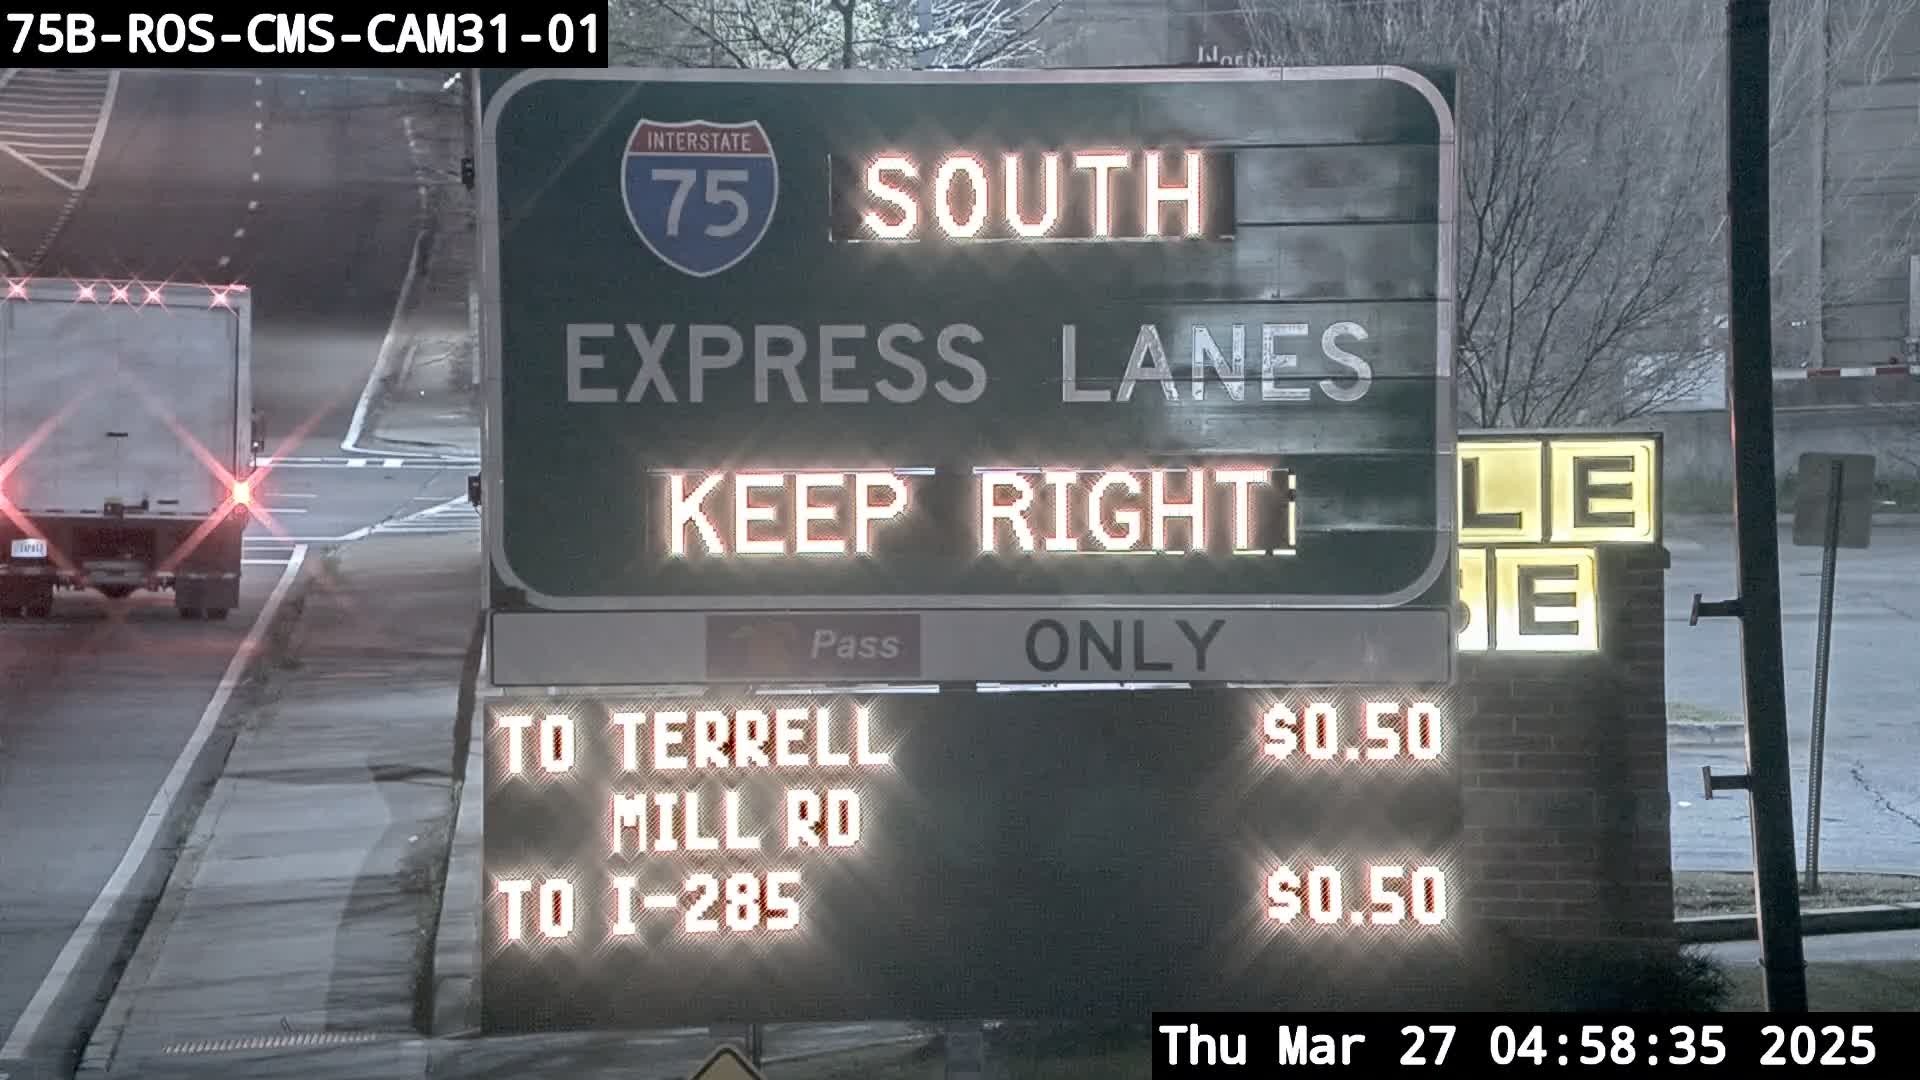 75B-ROS-CMS-CAM31-01
INTERSTATE
75
SOUTH
EXPRESS LANES
KEEP RIGHT
Pass ONLY
LE
E
TO TERRELL $0.50
MILL RD
TO I-285 $0.50
Thu Mar 27 04:58:35 2025